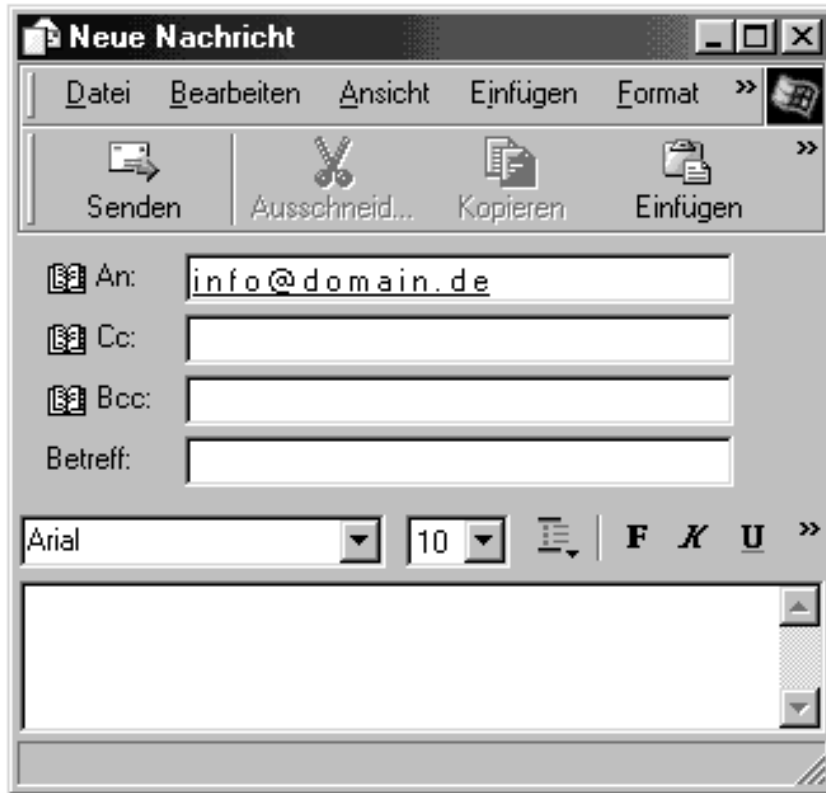 Neue Nachricht
Datei Bearbeiten Ansicht Einfügen Format »
Senden Ausschneid... Kopieren Einfügen »
An: info@domain.de
Cc:
Bcc:
Betreff:
Arial 10 F K U »